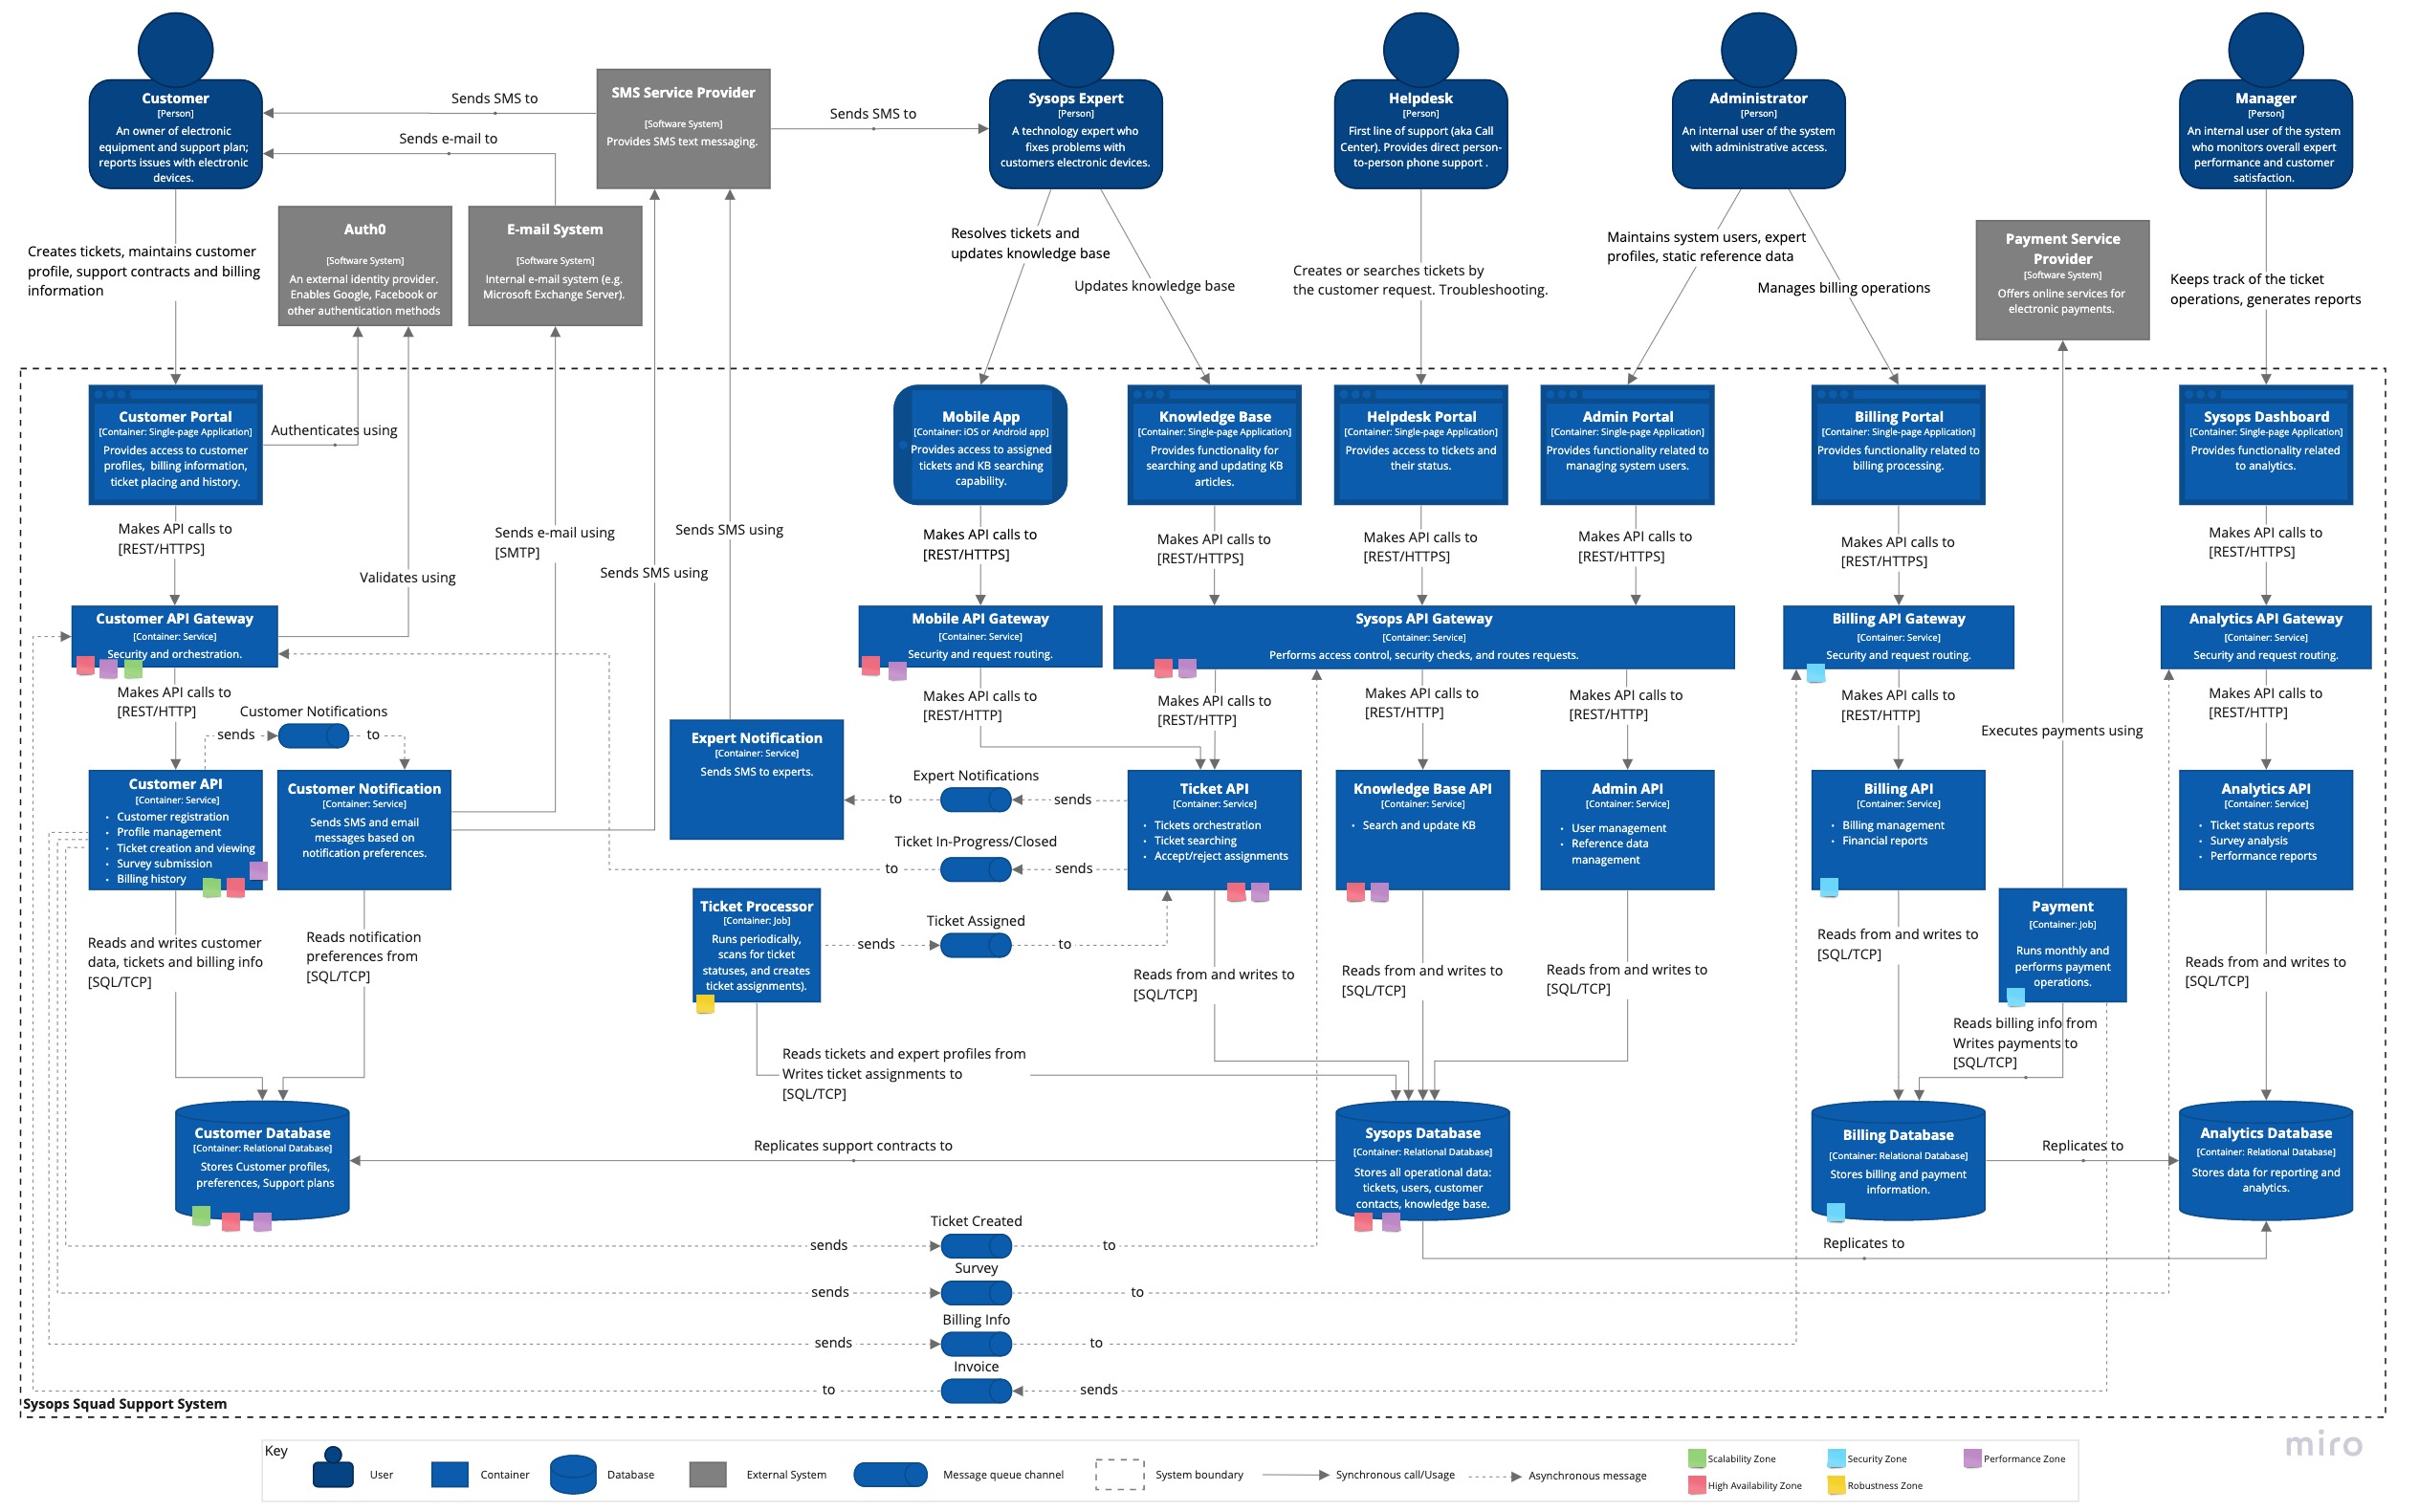 Customer
[Person]
An owner of electronic
equipment and support plan;
reports issues with electronic
devices.
Sends SMS to
Sends e-mail to
SMS Service Provider
[Software System]
Provides SMS text messaging.
Sends SMS to
Sysops Expert
[Person]
A technology expert who
fixes problems with
customers electronic devices.
Helpdesk
[Person]
First line of support (aka Call
Center). Provides direct person-
to-person phone support .
Administrator
[Person]
An internal user of the system
with administrative access.
Manager
[Person]
An internal user of the system
who monitors overall expert
performance and customer
satisfaction.
Creates tickets, maintains customer
profile, support contracts and billing
information
Auth0
[Software System]
An external identity provider.
Enables Google, Facebook or
other authentication methods
E-mail System
[Software System]
Internal e-mail system (e.g.
Microsoft Exchange Server).
Resolves tickets and
updates knowledge base
Updates knowledge base
Creates or searches tickets by
the customer request. Troubleshooting.
Maintains system users, expert
profiles, static reference data
Manages billing operations
Payment Service
Provider
[Software System]
Offers online services for
electronic payments.
Keeps track of the ticket
operations, generates reports
Customer Portal
[Container: Single-page Application]
Provides access to customer
profiles, billing information,
ticket placing and history.
Authenticates using
Mobile App
[Container: iOS or Android app]
Provides access to assigned
tickets and KB searching
capability.
Knowledge Base
[Container: Single-page Application]
Provides functionality for
searching and updating KB
articles.
Helpdesk Portal
[Container: Single-page Application]
Provides access to tickets and
their status.
Admin Portal
[Container: Single-page Application]
Provides functionality related to
managing system users.
Billing Portal
[Container: Single-page Application]
Provides functionality related to
billing processing.
Sysops Dashboard
[Container: Single-page Application]
Provides functionality related
to analytics.
Makes API calls to
[REST/HTTPS]
Validates using
Sends e-mail using
[SMTP]
Sends SMS using
Sends SMS using
Makes API calls to
[REST/HTTPS]
Makes API calls to
[REST/HTTPS]
Makes API calls to
[REST/HTTPS]
Makes API calls to
[REST/HTTPS]
Makes API calls to
[REST/HTTPS]
Makes API calls to
[REST/HTTPS]
Customer API Gateway
[Container: Service]
Security and orchestration.
Mobile API Gateway
[Container: Service]
Security and request routing.
Sysops API Gateway
[Container: Service]
Performs access control, security checks, and routes requests.
Billing API Gateway
[Container: Service]
Security and request routing.
Analytics API Gateway
[Container: Service]
Security and request routing.
Makes API calls to
[REST/HTTP]
Customer Notifications
sends
to
Makes API calls to
[REST/HTTP]
Makes API calls to
[REST/HTTP]
Makes API calls to
[REST/HTTP]
Makes API calls to
[REST/HTTP]
Makes API calls to
[REST/HTTP]
Executes payments using
Makes API calls to
[REST/HTTP]
Customer API
[Container: Service]
• Customer registration
• Profile management
• Ticket creation and viewing
• Survey submission
• Billing history
Customer Notification
[Container: Service]
Sends SMS and email
messages based on
notification preferences.
Expert Notification
[Container: Service]
Sends SMS to experts.
Expert Notifications
to
sends
Ticket In-Progress/Closed
to
sends
Ticket API
[Container: Service]
• Tickets orchestration
• Ticket searching
• Accept/reject assignments
Knowledge Base API
[Container: Service]
• Search and update KB
Admin API
[Container: Service]
• User management
• Reference data
management
Billing API
[Container: Service]
• Billing management
• Financial reports
Analytics API
[Container: Service]
• Ticket status reports
• Survey analysis
• Performance reports
Ticket Processor
[Container: Job]
Runs periodically,
scans for ticket
statuses, and creates
ticket assignments).
Ticket Assigned
sends
to
Payment
[Container: Job]
Runs monthly and
performs payment
operations.
Reads and writes customer
data, tickets and billing info
[SQL/TCP]
Reads notification
preferences from
[SQL/TCP]
Reads from and writes to
[SQL/TCP]
Reads from and writes to
[SQL/TCP]
Reads from and writes to
[SQL/TCP]
Reads from and writes to
[SQL/TCP]
Reads from and writes to
[SQL/TCP]
Reads tickets and expert profiles from
Writes ticket assignments to
[SQL/TCP]
Reads billing info from
Writes payments to
[SQL/TCP]
Customer Database
[Container: Relational Database]
Stores Customer profiles,
preferences, Support plans
Replicates support contracts to
Sysops Database
[Container: Relational Database]
Stores all operational data:
tickets, users, customer
contacts, knowledge base.
Billing Database
[Container: Relational Database]
Stores billing and payment
information.
Replicates to
Analytics Database
[Container: Relational Database]
Stores data for reporting and
analytics.
Replicates to
Ticket Created
sends
to
Survey
sends
to
Billing Info
sends
to
Invoice
to
sends
Sysops Squad Support System
miro
Key
User
Container
Database
External System
Message queue channel
System boundary
Synchronous call/Usage
Asynchronous message
Scalability Zone
Security Zone
Performance Zone
High Availability Zone
Robustness Zone